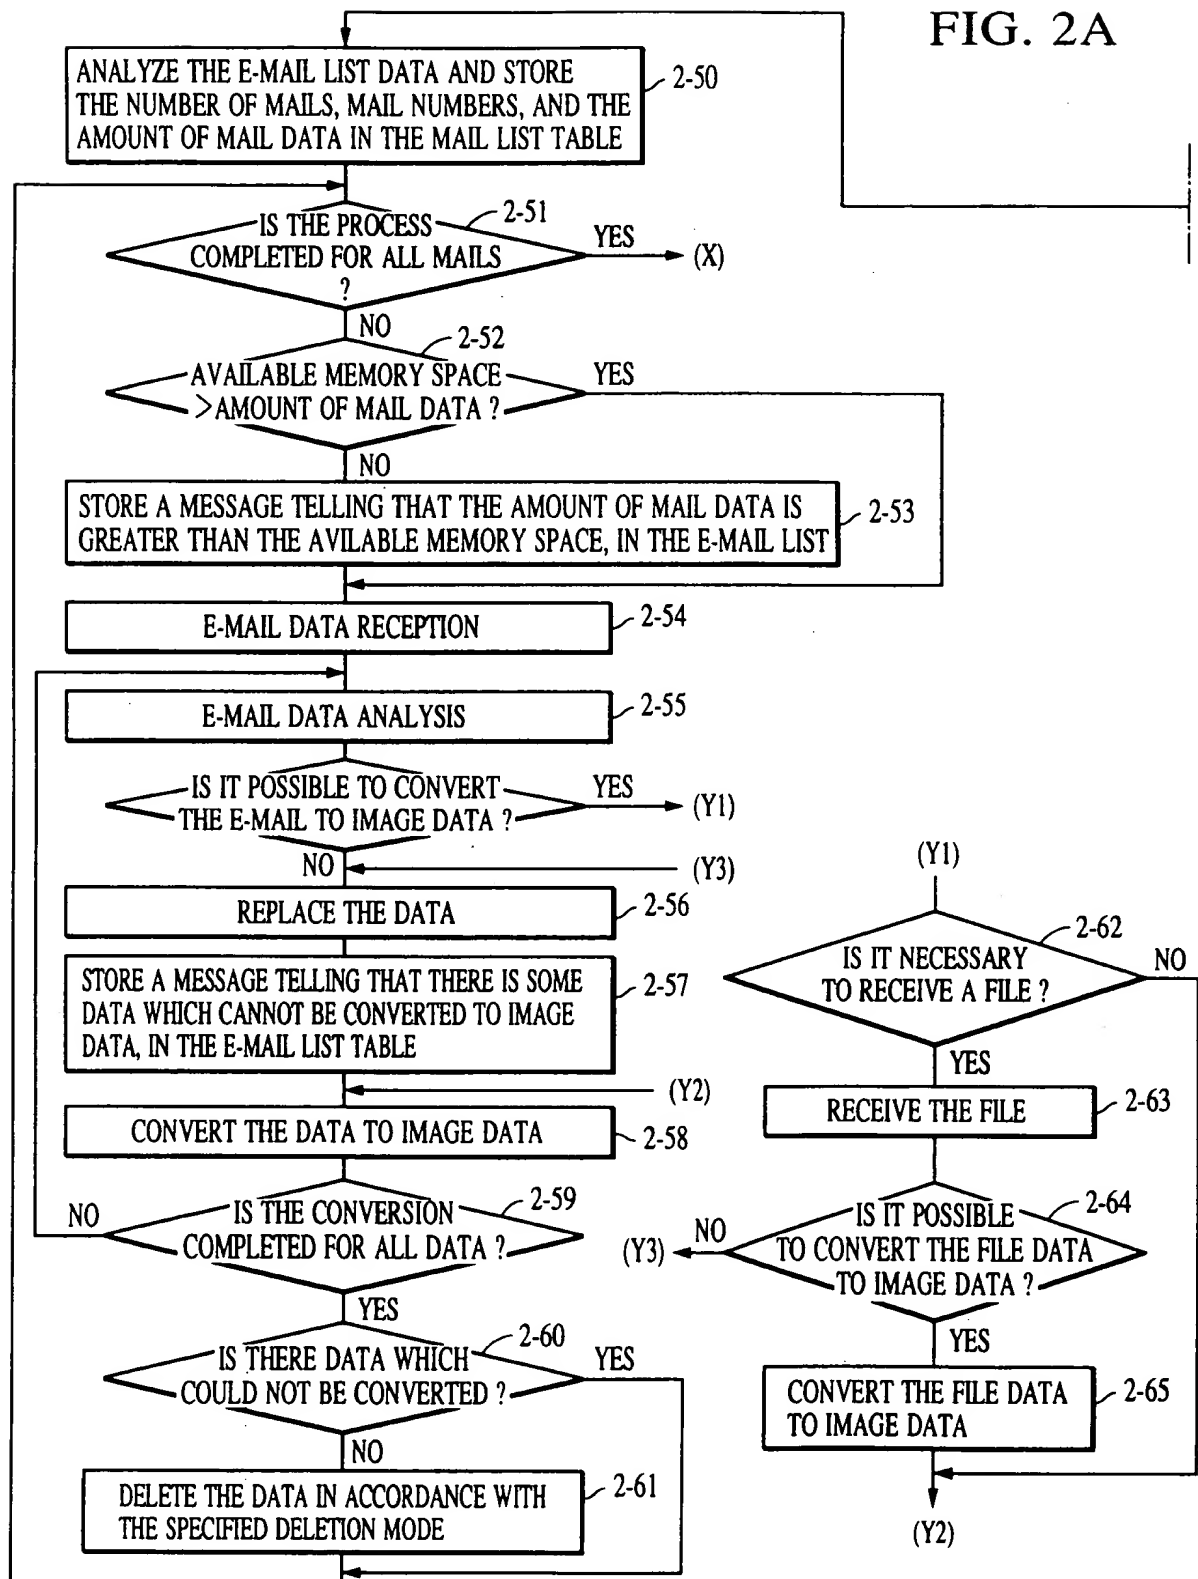 FIG. 2A
ANALYZE THE E-MAIL LIST DATA AND STORE
THE NUMBER OF MAILS, MAIL NUMBERS, AND THE
AMOUNT OF MAIL DATA IN THE MAIL LIST TABLE
2-50
2-51
IS THE PROCESS
COMPLETED FOR ALL MAILS
?
YES
(X)
NO
2-52
AVAILABLE MEMORY SPACE
>AMOUNT OF MAIL DATA ?
YES
NO
STORE A MESSAGE TELLING THAT THE AMOUNT OF MAIL DATA IS
GREATER THAN THE AVILABLE MEMORY SPACE, IN THE E-MAIL LIST
2-53
E-MAIL DATA RECEPTION
2-54
E-MAIL DATA ANALYSIS
2-55
IS IT POSSIBLE TO CONVERT
THE E-MAIL TO IMAGE DATA ?
YES
(Y1)
NO
(Y3)
REPLACE THE DATA
2-56
STORE A MESSAGE TELLING THAT THERE IS SOME
DATA WHICH CANNOT BE CONVERTED TO IMAGE
DATA, IN THE E-MAIL LIST TABLE
2-57
(Y2)
CONVERT THE DATA TO IMAGE DATA
2-58
2-59
IS THE CONVERSION
COMPLETED FOR ALL DATA ?
NO
YES
2-60
IS THERE DATA WHICH
COULD NOT BE CONVERTED ?
YES
NO
DELETE THE DATA IN ACCORDANCE WITH
THE SPECIFIED DELETION MODE
2-61
(Y1)
2-62
IS IT NECESSARY
TO RECEIVE A FILE ?
NO
YES
RECEIVE THE FILE
2-63
2-64
IS IT POSSIBLE
TO CONVERT THE FILE DATA
TO IMAGE DATA ?
NO
(Y3)
YES
CONVERT THE FILE DATA
TO IMAGE DATA
2-65
(Y2)